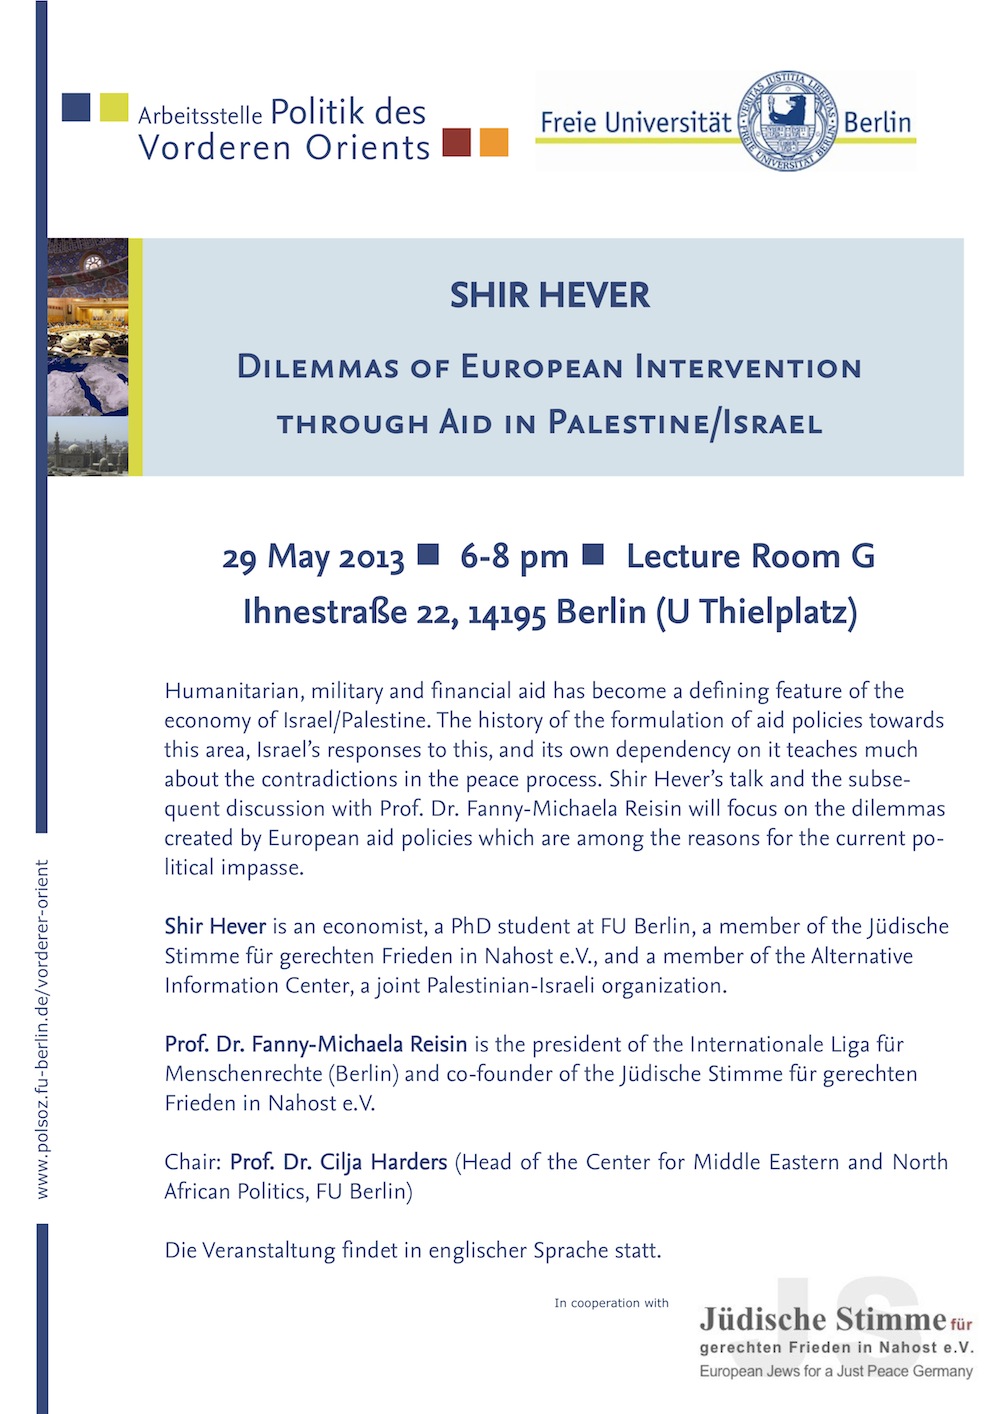 Arbeitsstelle Politik des
Vorderen Orients
Freie Universität Berlin
VERITAS JUSTITIA LIBERTAS
FREIE UNIVERSITÄT BERLIN
SHIR HEVER
DILEMMAS OF EUROPEAN INTERVENTION
THROUGH AID IN PALESTINE/ISRAEL
29 May 2013 ■ 6-8 pm ■ Lecture Room G
Ihnestraße 22, 14195 Berlin (U Thielplatz)
Humanitarian, military and financial aid has become a defining feature of the
economy of Israel/Palestine. The history of the formulation of aid policies towards
this area, Israel's responses to this, and its own dependency on it teaches much
about the contradictions in the peace process. Shir Hever's talk and the subse-
quent discussion with Prof. Dr. Fanny-Michaela Reisin will focus on the dilemmas
created by European aid policies which are among the reasons for the current po-
litical impasse.
Shir Hever is an economist, a PhD student at FU Berlin, a member of the Jüdische
Stimme für gerechten Frieden in Nahost e.V., and a member of the Alternative
Information Center, a joint Palestinian-Israeli organization.
Prof. Dr. Fanny-Michaela Reisin is the president of the Internationale Liga für
Menschenrechte (Berlin) and co-founder of the Jüdische Stimme für gerechten
Frieden in Nahost e.V.
Chair: Prof. Dr. Cilja Harders (Head of the Center for Middle Eastern and North
African Politics, FU Berlin)
Die Veranstaltung findet in englischer Sprache statt.
www.polsoz.fu-berlin.de/vorderer-orient
In cooperation with
JS
Jüdische Stimme für
gerechten Frieden in Nahost e.V.
European Jews for a Just Peace Germany